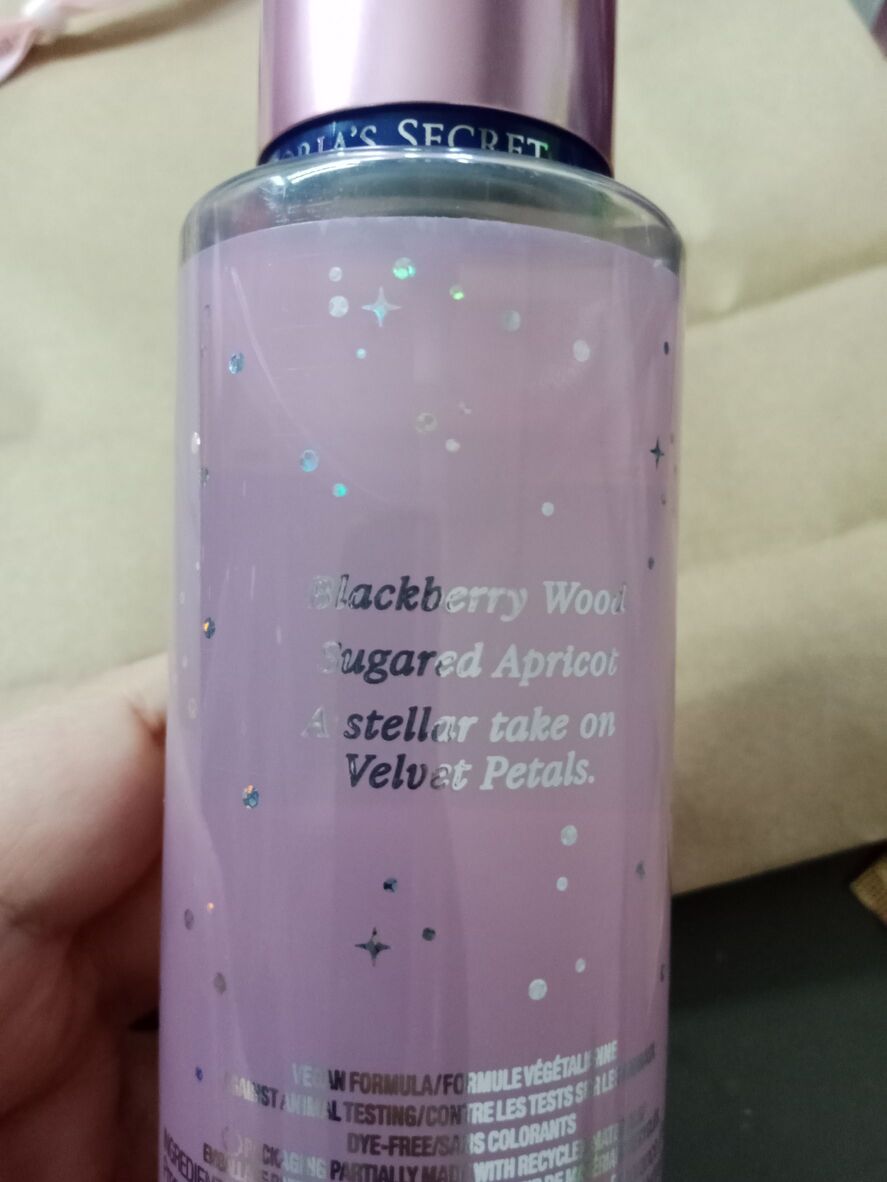 SECRET
Blackberry Wood
Sugared Apricot
A stellar take on
Velvet Petals.
VEGAN FORMULA/FORMULE VÉGÉTALIENNE
AGAINST ANIMAL TESTING/CONTRE LES TESTS SUR LES
DYE-FREE/SANS COLORANTS
PACKAGING PARTIALLY MADE WITH RECYCLED